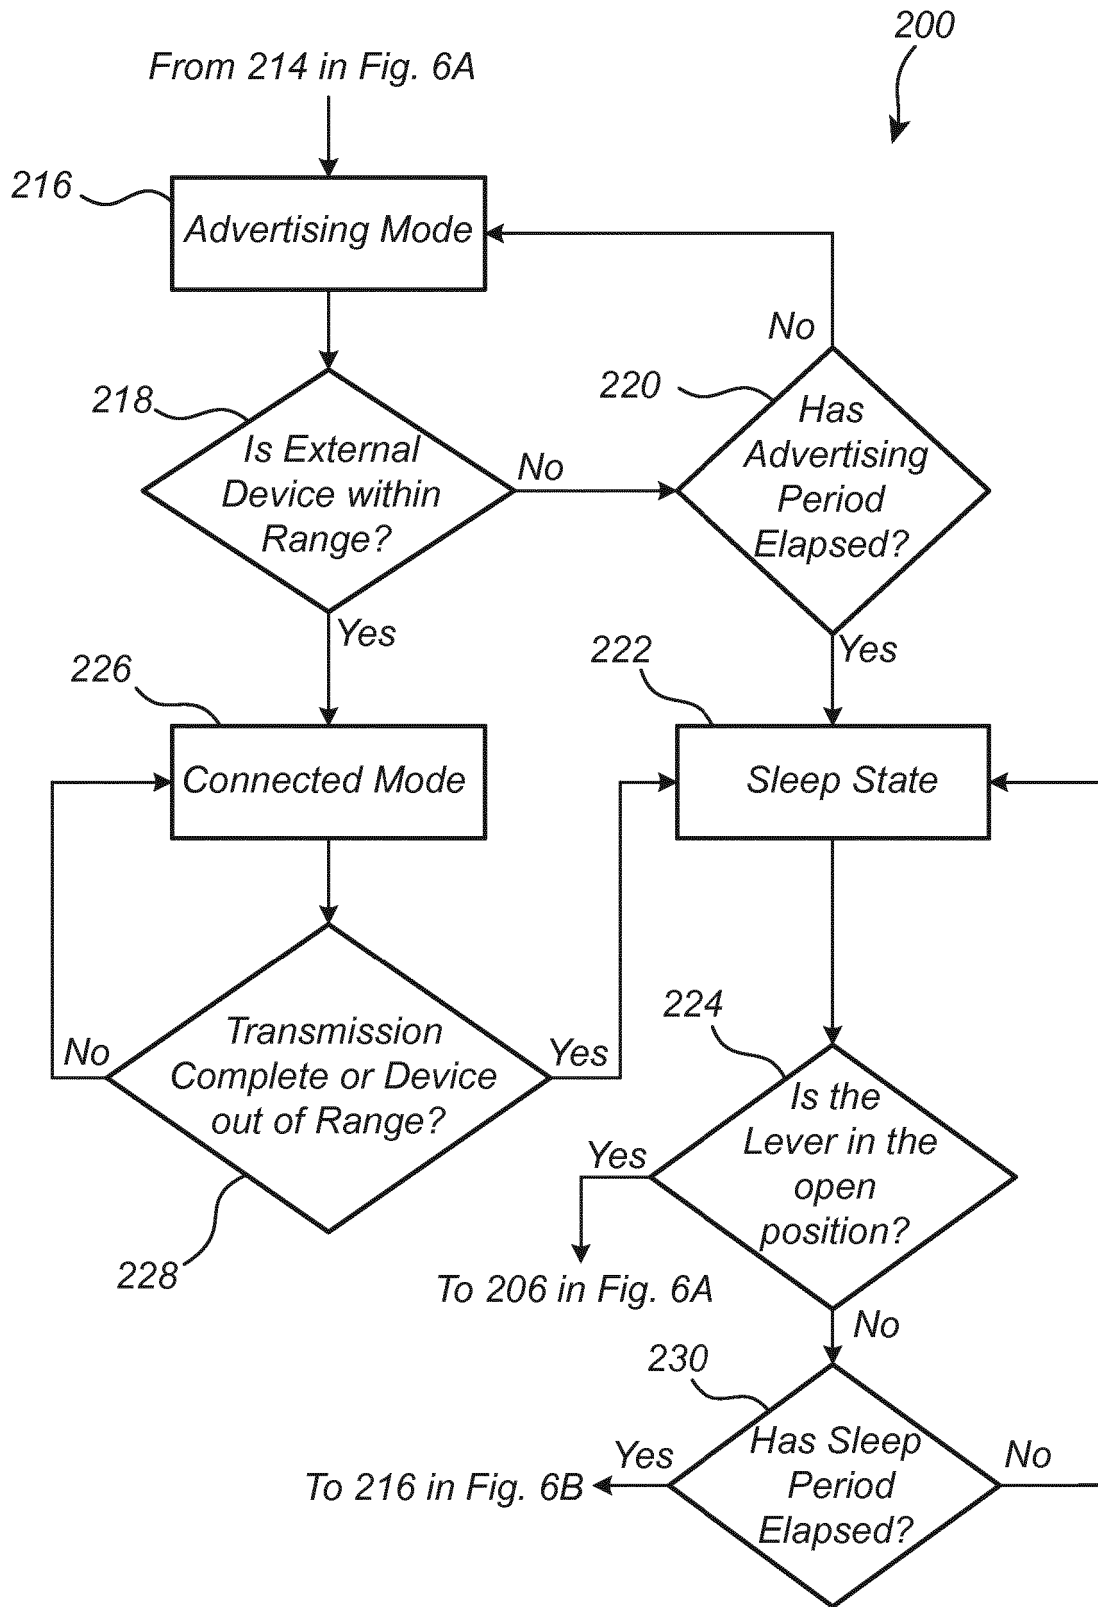 200
From 214 in Fig. 6A
216
Advertising Mode
No
218
220
Is External
Device within
Range?
No
Has
Advertising
Period
Elapsed?
Yes
Yes
226
222
Connected Mode
Sleep State
224
No
Transmission
Complete or Device
out of Range?
Yes
Is the
Lever in the
open
position?
Yes
228
To 206 in Fig. 6A
No
230
Yes
Has Sleep
Period
Elapsed?
No
To 216 in Fig. 6B